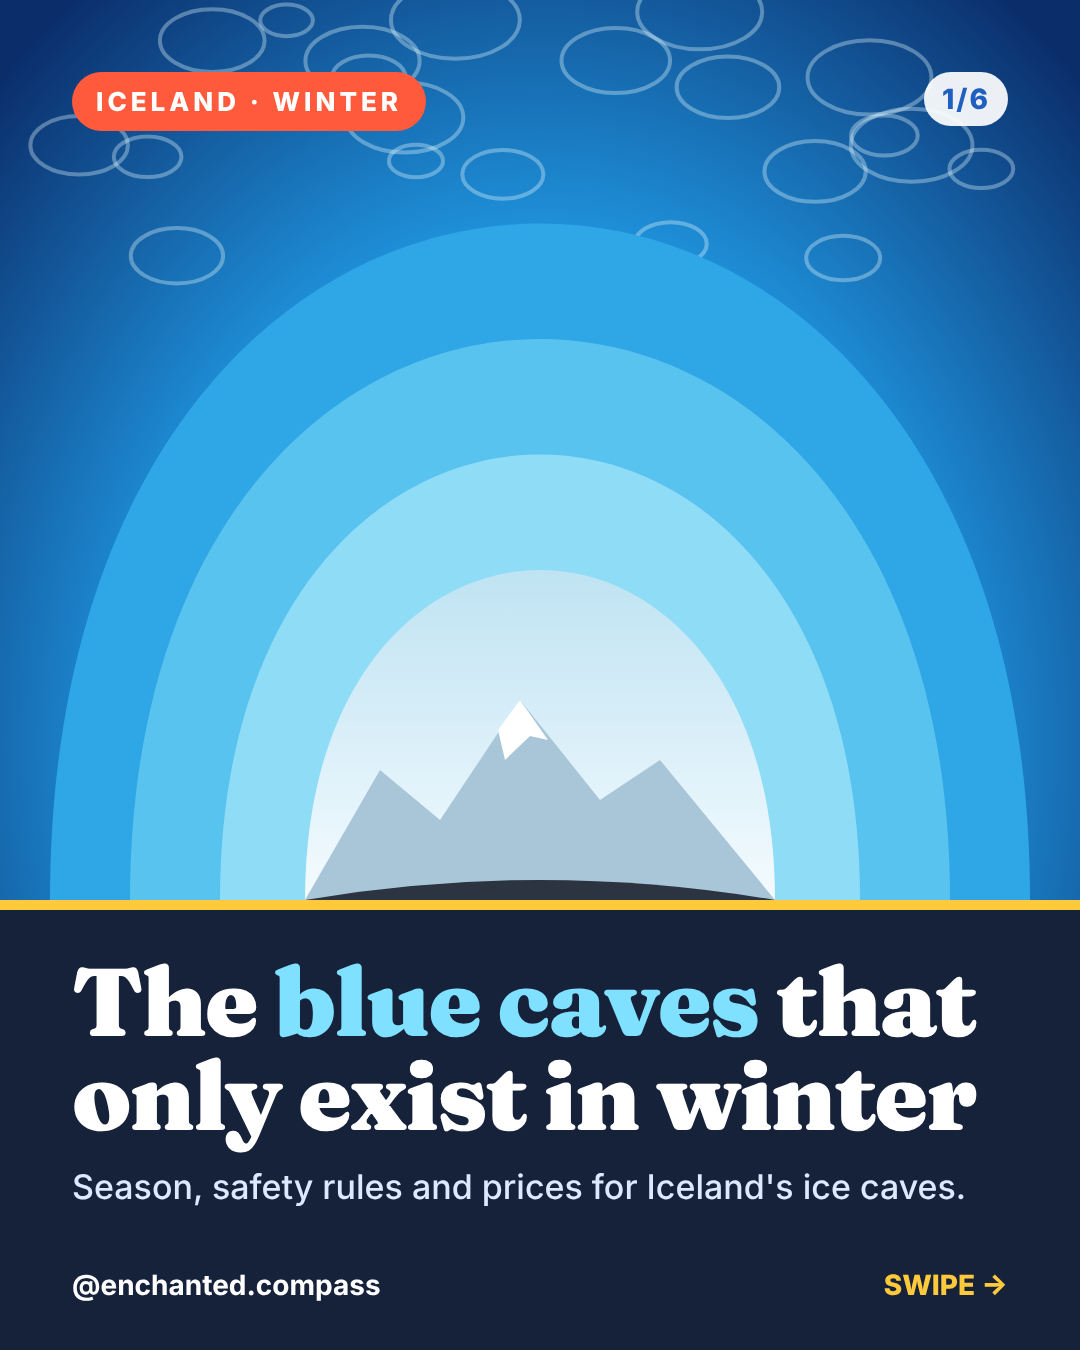 ICELAND · WINTER
1/6
The blue caves that
only exist in winter
Season, safety rules and prices for Iceland's ice caves.
@enchanted.compass
SWIPE →